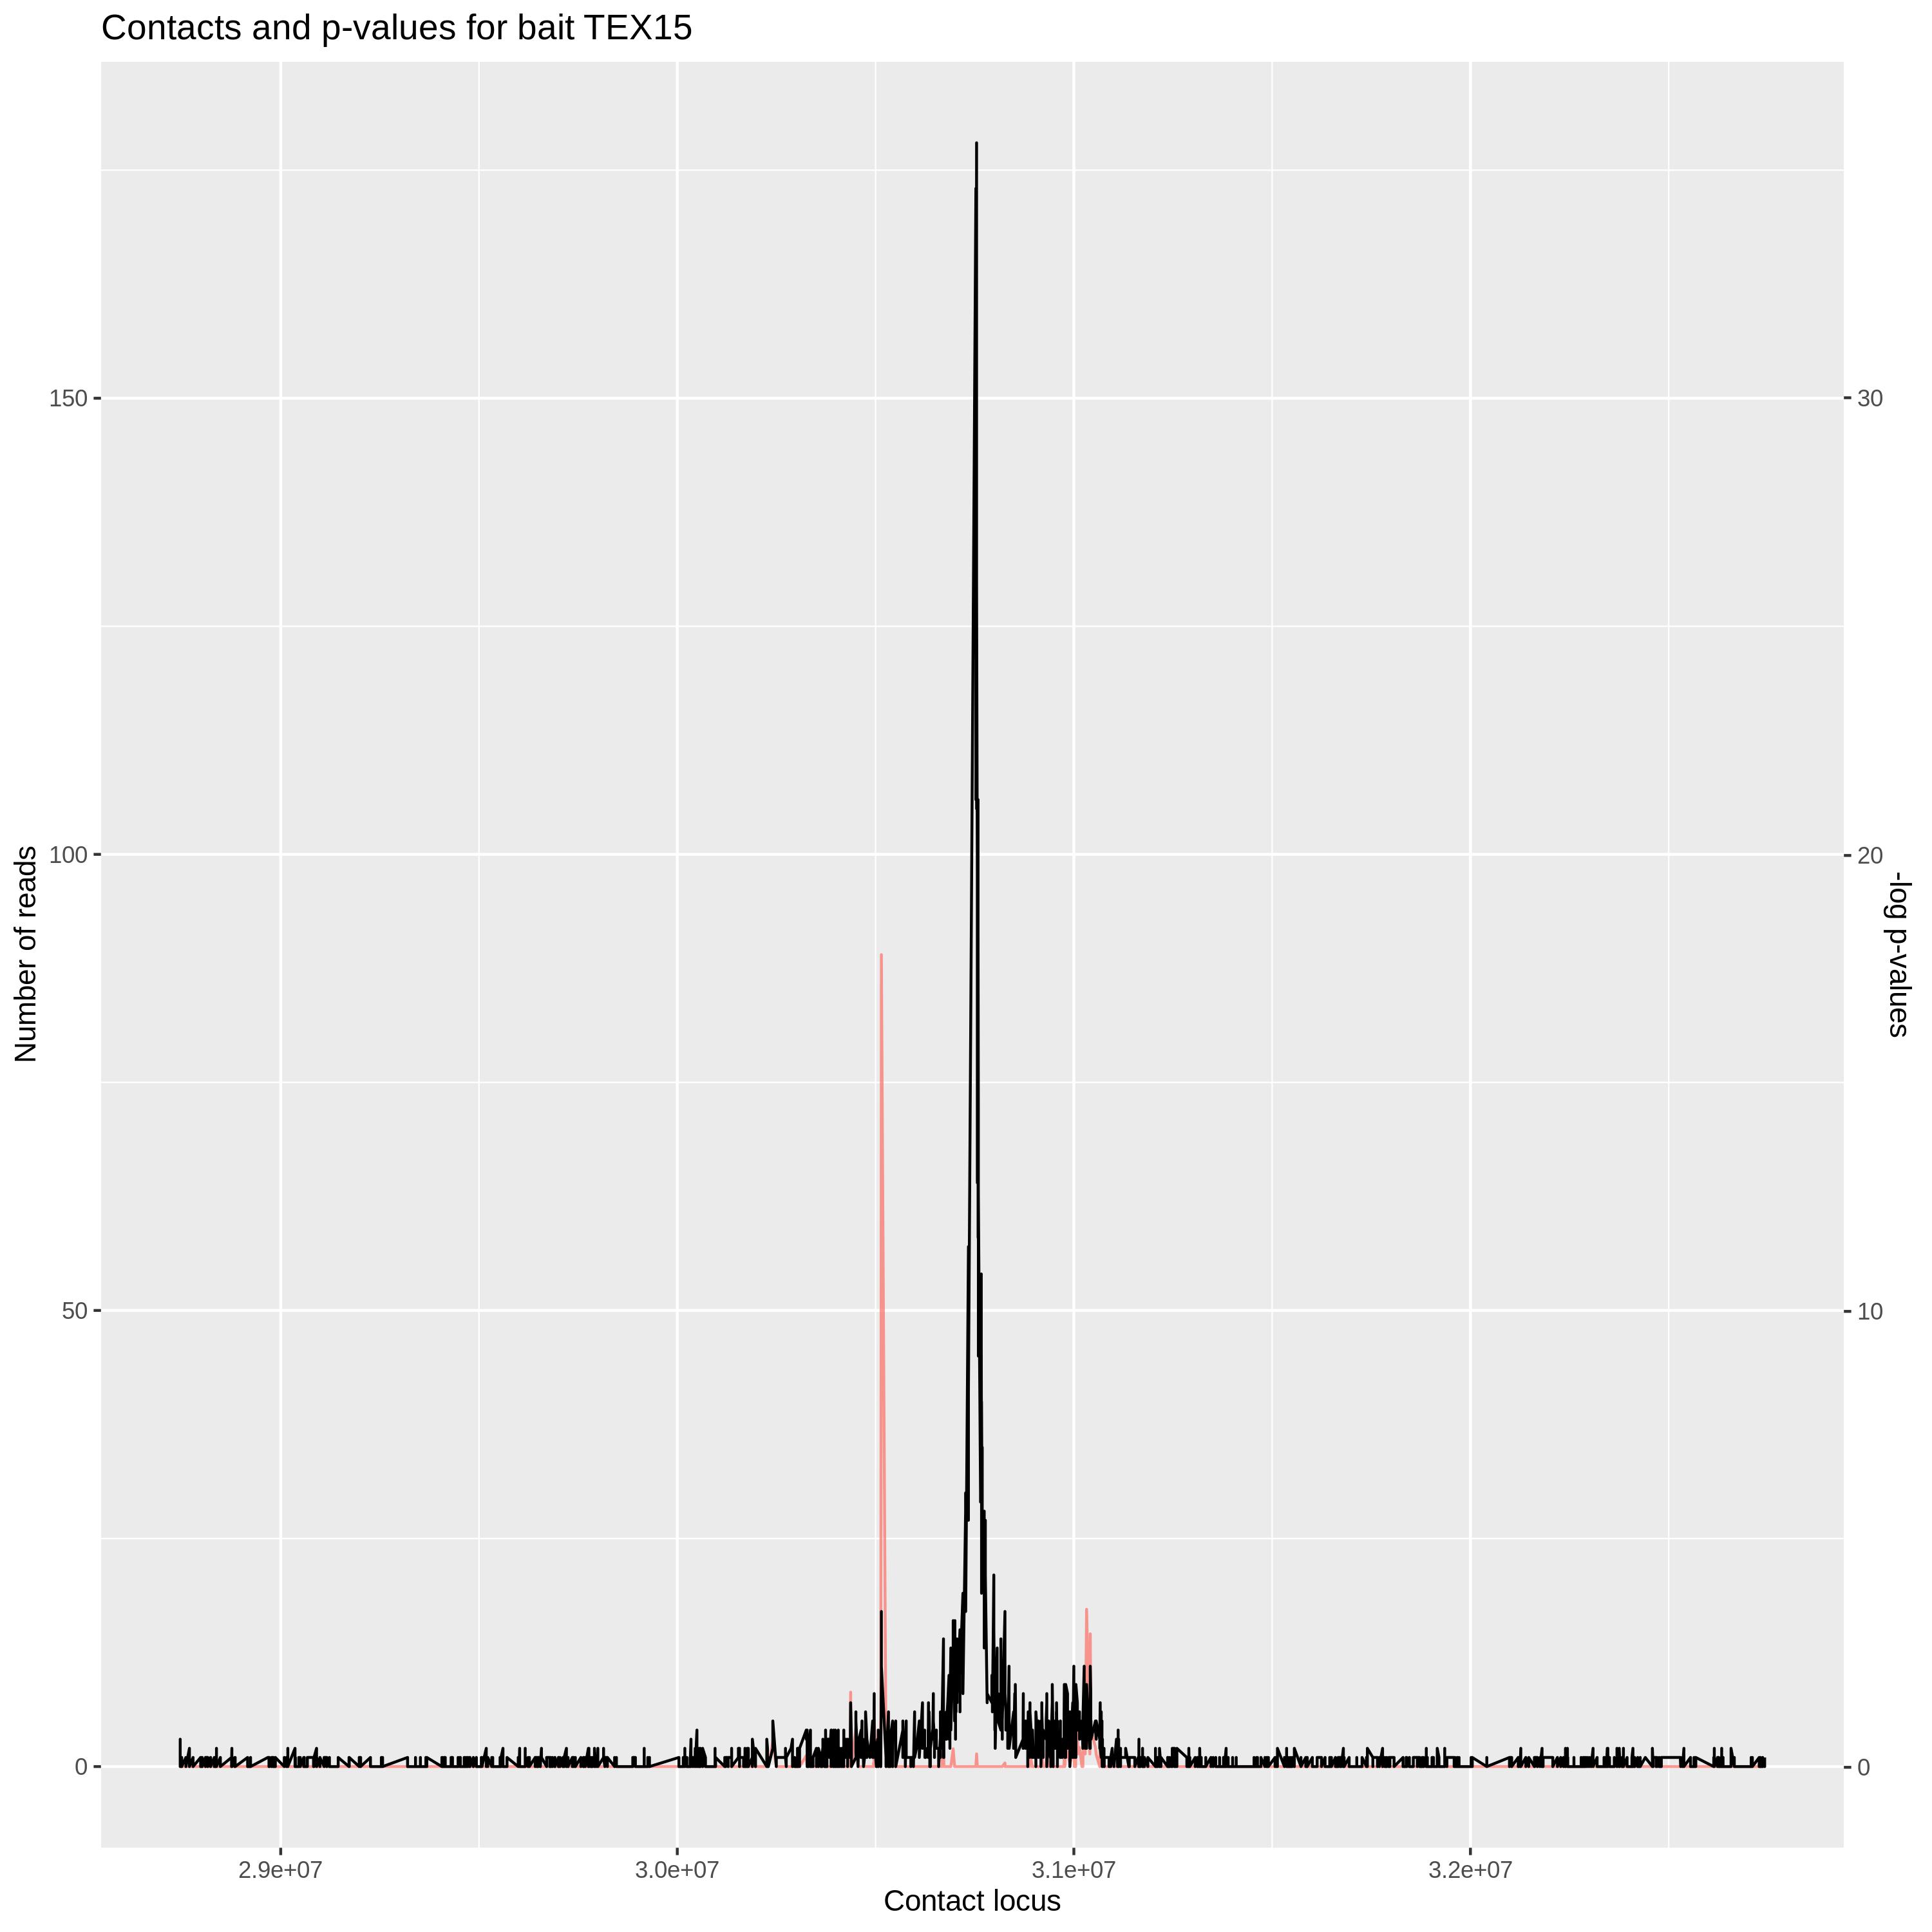 Contacts and p-values for bait TEX15
150
100
50
0
Number of reads
30
20
10
0
-log p-values
2.9e+07 3.0e+07 3.1e+07 3.2e+07
Contact locus